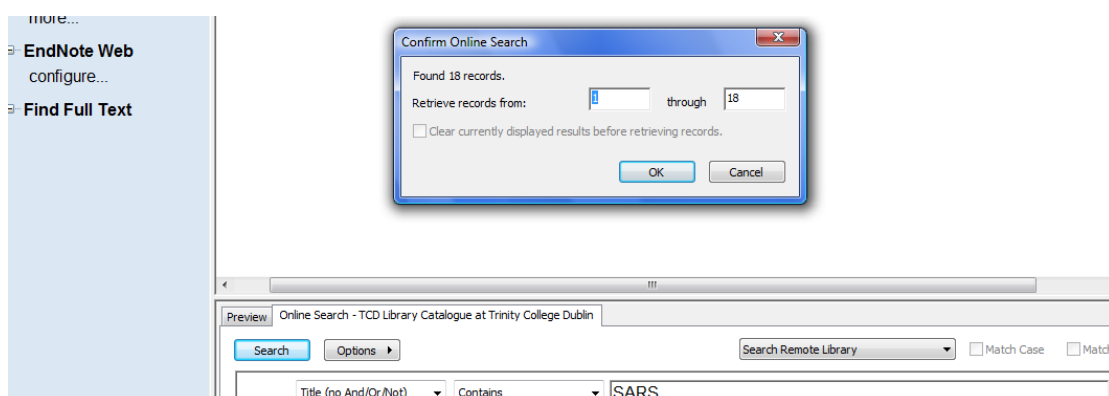 more...
EndNote Web
configure...
Find Full Text
Confirm Online Search
Found 18 records.
Retrieve records from: 1 through 18
Clear currently displayed results before retrieving records.
OK Cancel
Preview Online Search - TCD Library Catalogue at Trinity College Dublin
Search Options Search Remote Library Match Case Matc
Title (no And/Or/Not) Contains SARS